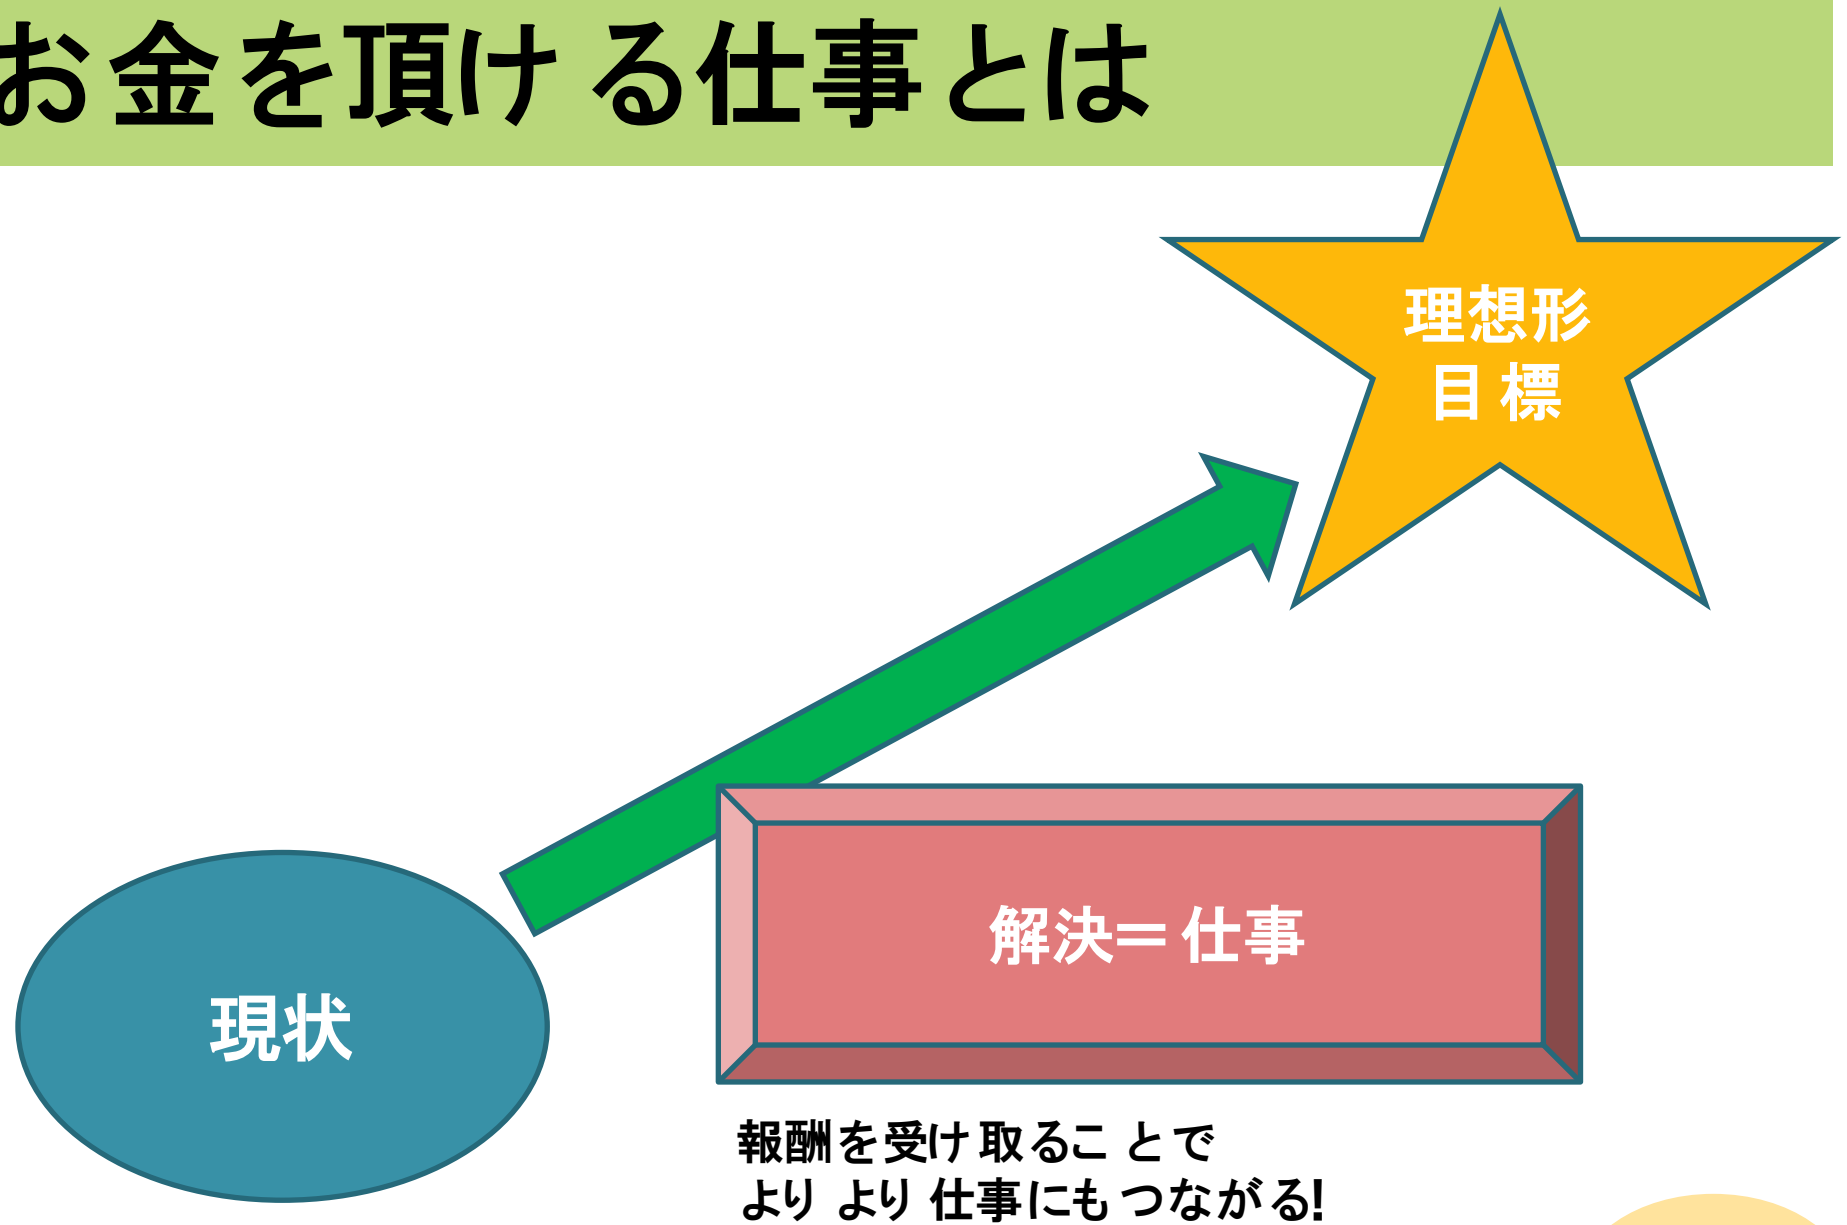 お金を頂ける仕事とは
理想形
目標
解決＝仕事
現状
報酬を受け取ることで
よりより仕事にもつながる!